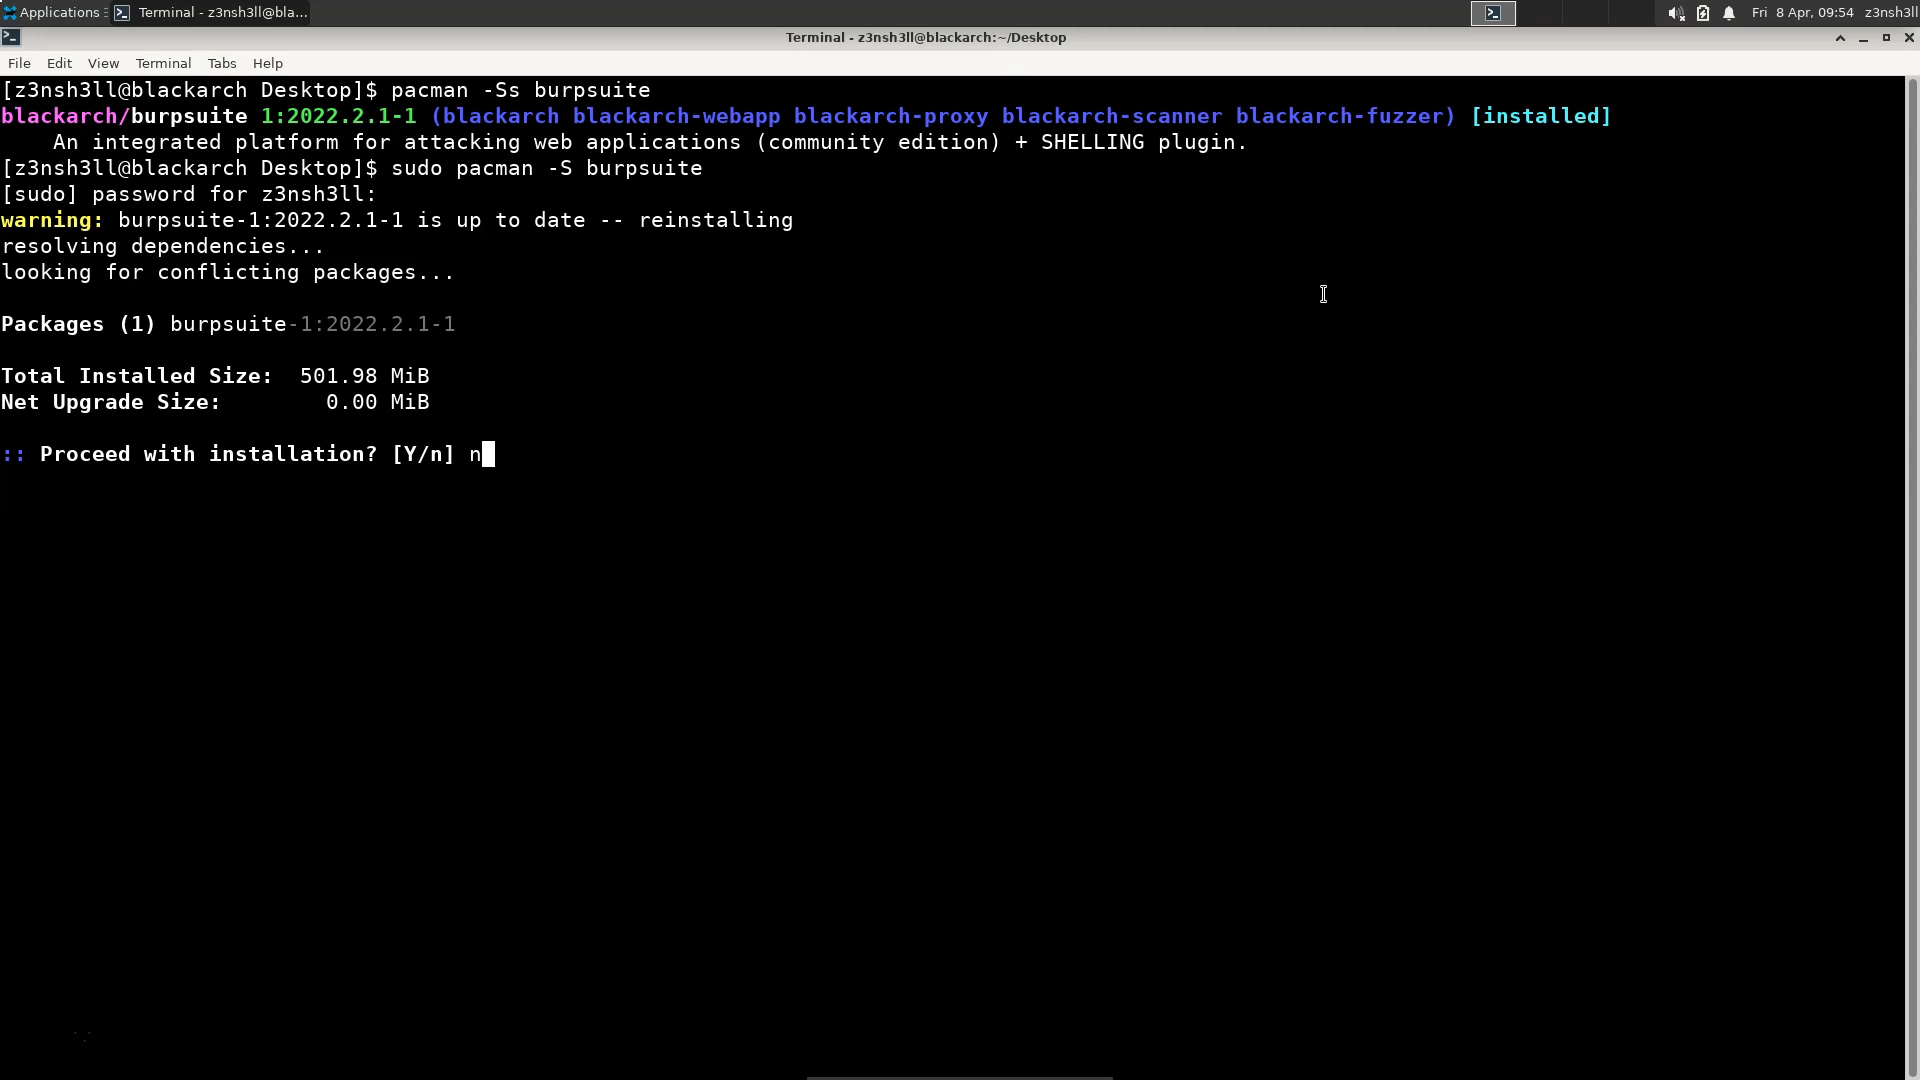 Applications Terminal - z3nsh3ll@bla... Fri 8 Apr, 09:54 z3nsh3ll
Terminal - z3nsh3ll@blackarch:~/Desktop
File Edit View Terminal Tabs Help
[z3nsh3ll@blackarch Desktop]$ pacman -Ss burpsuite
blackarch/burpsuite 1:2022.2.1-1 (blackarch blackarch-webapp blackarch-proxy blackarch-scanner blackarch-fuzzer) [installed]
    An integrated platform for attacking web applications (community edition) + SHELLING plugin.
[z3nsh3ll@blackarch Desktop]$ sudo pacman -S burpsuite
[sudo] password for z3nsh3ll:
warning: burpsuite-1:2022.2.1-1 is up to date -- reinstalling
resolving dependencies...
looking for conflicting packages...
Packages (1) burpsuite-1:2022.2.1-1
Total Installed Size:  501.98 MiB
Net Upgrade Size:        0.00 MiB
:: Proceed with installation? [Y/n] n